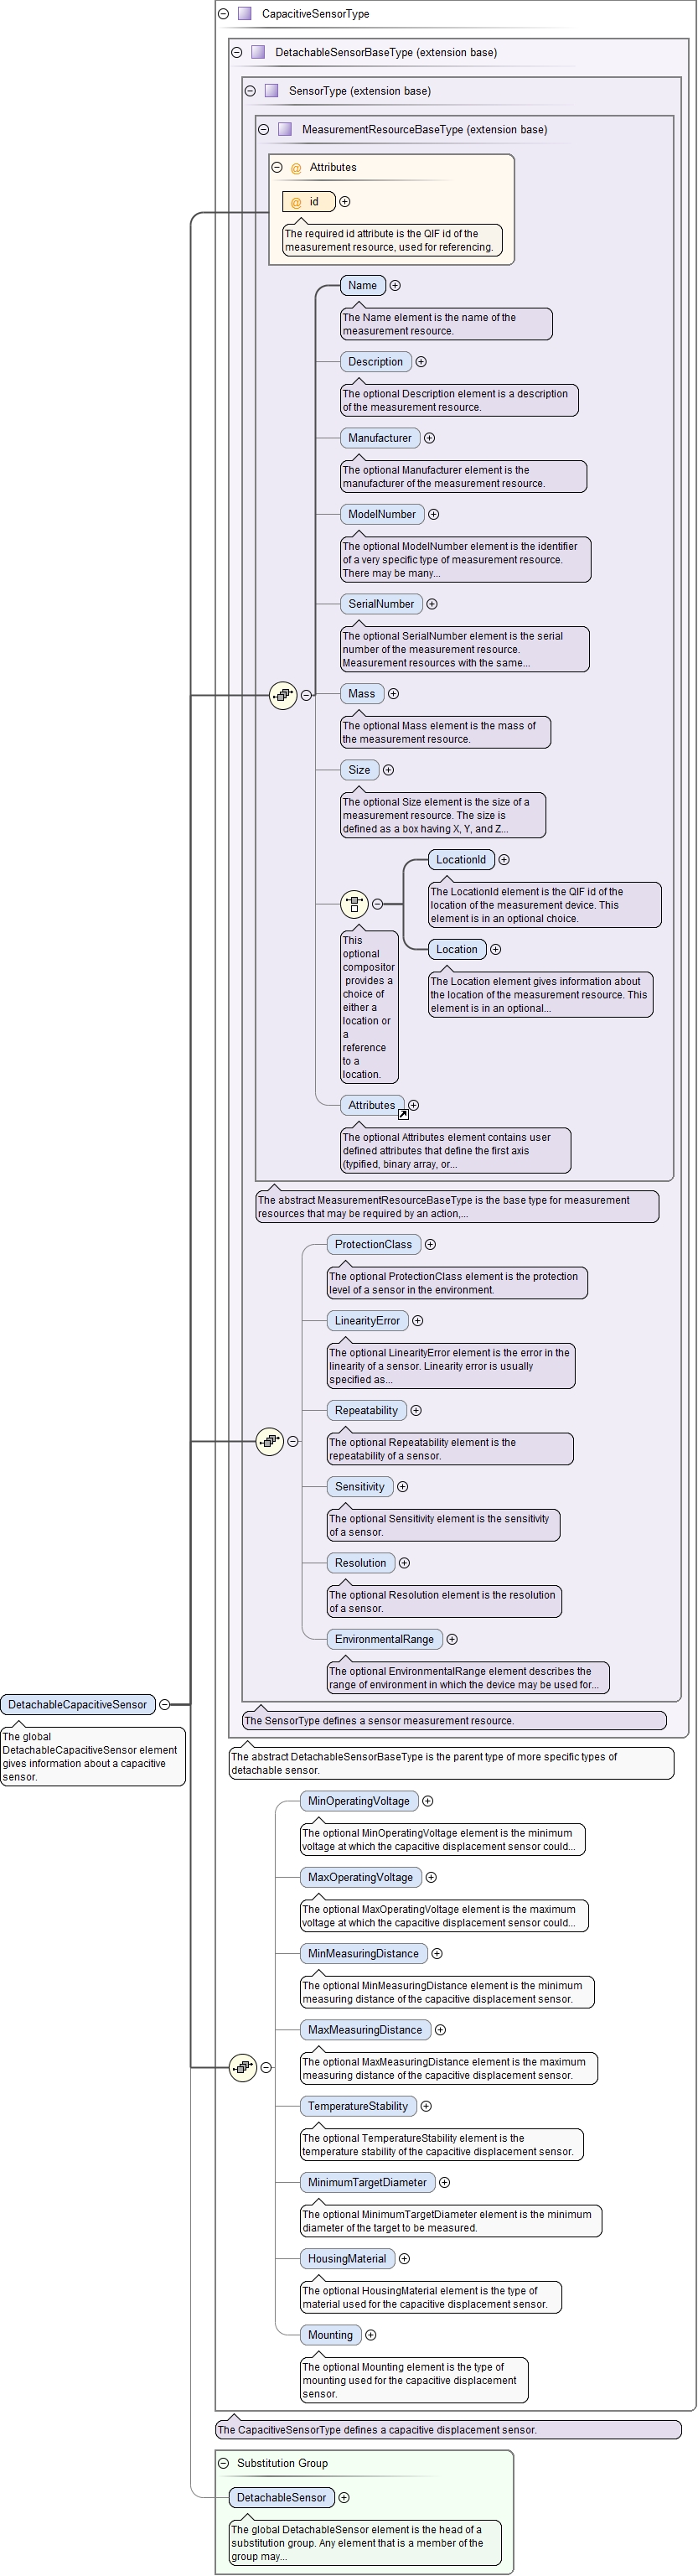 CapacitiveSensorType
DetachableSensorBaseType (extension base)
SensorType (extension base)
MeasurementResourceBaseType (extension base)
@ Attributes
@ id
The required id attribute is the QIF id of the
measurement resource, used for referencing.
Name
The Name element is the name of the
measurement resource.
Description
The optional Description element is a description
of the measurement resource.
Manufacturer
The optional Manufacturer element is the
manufacturer of the measurement resource.
ModelNumber
The optional ModelNumber element is the identifier
of a very specific type of measurement resource.
There may be many...
SerialNumber
The optional SerialNumber element is the serial
number of the measurement resource.
Measurement resources with the same...
Mass
The optional Mass element is the mass of
the measurement resource.
Size
The optional Size element is the size of a
measurement resource. The size is
defined as a box having X, Y, and Z...
LocationId
The LocationId element is the QIF id of the
location of the measurement device. This
element is in an optional choice.
Location
The Location element gives information about
the location of the measurement resource. This
element is in an optional...
This
optional
compositor
provides a
choice of
either a
location or
a
reference
to a
location.
Attributes
The optional Attributes element contains user
defined attributes that define the first axis
(typified, binary array, or...
The abstract MeasurementResourceBaseType is the base type for measurement
resources that may be required by an action,...
ProtectionClass
The optional ProtectionClass element is the protection
level of a sensor in the environment.
LinearityError
The optional LinearityError element is the error in the
linearity of a sensor. Linearity error is usually
specified as...
Repeatability
The optional Repeatability element is the
repeatability of a sensor.
Sensitivity
The optional Sensitivity element is the sensitivity
of a sensor.
Resolution
The optional Resolution element is the resolution
of a sensor.
EnvironmentalRange
The optional EnvironmentalRange element describes the
range of environment in which the device may be used for...
The SensorType defines a sensor measurement resource.
DetachableCapacitiveSensor
The global
DetachableCapacitiveSensor element
gives information about a capacitive
sensor.
The abstract DetachableSensorBaseType is the parent type of more specific types of
detachable sensor.
MinOperatingVoltage
The optional MinOperatingVoltage element is the minimum
voltage at which the capacitive displacement sensor could...
MaxOperatingVoltage
The optional MaxOperatingVoltage element is the maximum
voltage at which the capacitive displacement sensor could...
MinMeasuringDistance
The optional MinMeasuringDistance element is the minimum
measuring distance of the capacitive displacement sensor.
MaxMeasuringDistance
The optional MaxMeasuringDistance element is the maximum
measuring distance of the capacitive displacement sensor.
TemperatureStability
The optional TemperatureStability element is the
temperature stability of the capacitive displacement sensor.
MinimumTargetDiameter
The optional MinimumTargetDiameter element is the minimum
diameter of the target to be measured.
HousingMaterial
The optional HousingMaterial element is the type of
material used for the capacitive displacement sensor.
Mounting
The optional Mounting element is the type of
mounting used for the capacitive displacement
sensor.
The CapacitiveSensorType defines a capacitive displacement sensor.
Substitution Group
DetachableSensor
The global DetachableSensor element is the head of a
substitution group. Any element that is a member of the
group may...